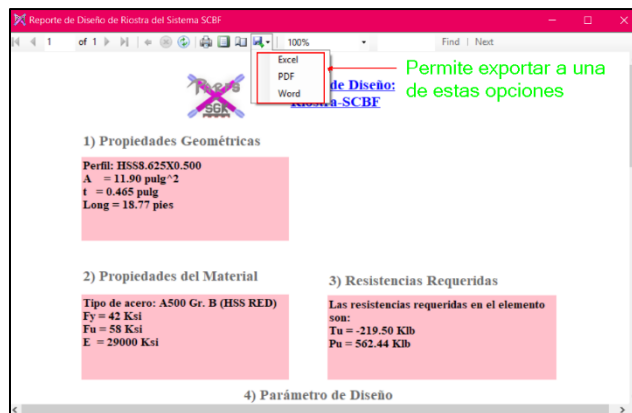 Reporte de Diseño de Riostra del Sistema SCBF
1 of 1 100% Find | Next
Excel
PDF
Word
Permite exportar a una
de estas opciones
de Diseño:
Riostra-SCBF
SGR
1) Propiedades Geométricas
Perfil: HSS8.625X0.500
A = 11.90 pulg^2
t = 0.465 pulg
Long = 18.77 pies
2) Propiedades del Material
Tipo de acero: A500 Gr. B (HSS RED)
Fy = 42 Ksi
Fu = 58 Ksi
E = 29000 Ksi
3) Resistencias Requeridas
Las resistencias requeridas en el elemento
son:
Tu = -219.50 Klb
Pu = 562.44 Klb
4) Parámetro de Diseño